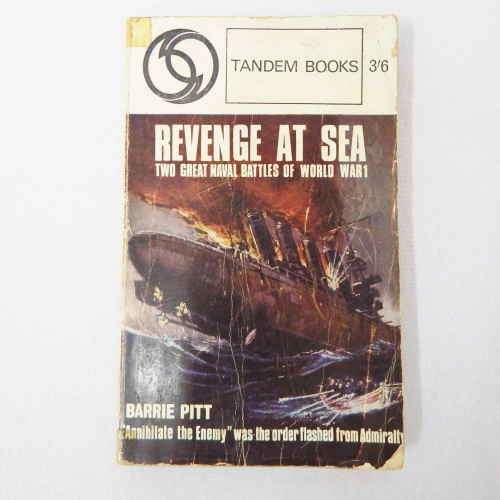 TANDEM BOOKS 3/6
REVENGE AT SEA
TWO GREAT NAVAL BATTLES OF WORLD WAR 1
BARRIE PITT
"Annihilate the Enemy" was the order flashed from Admiralty